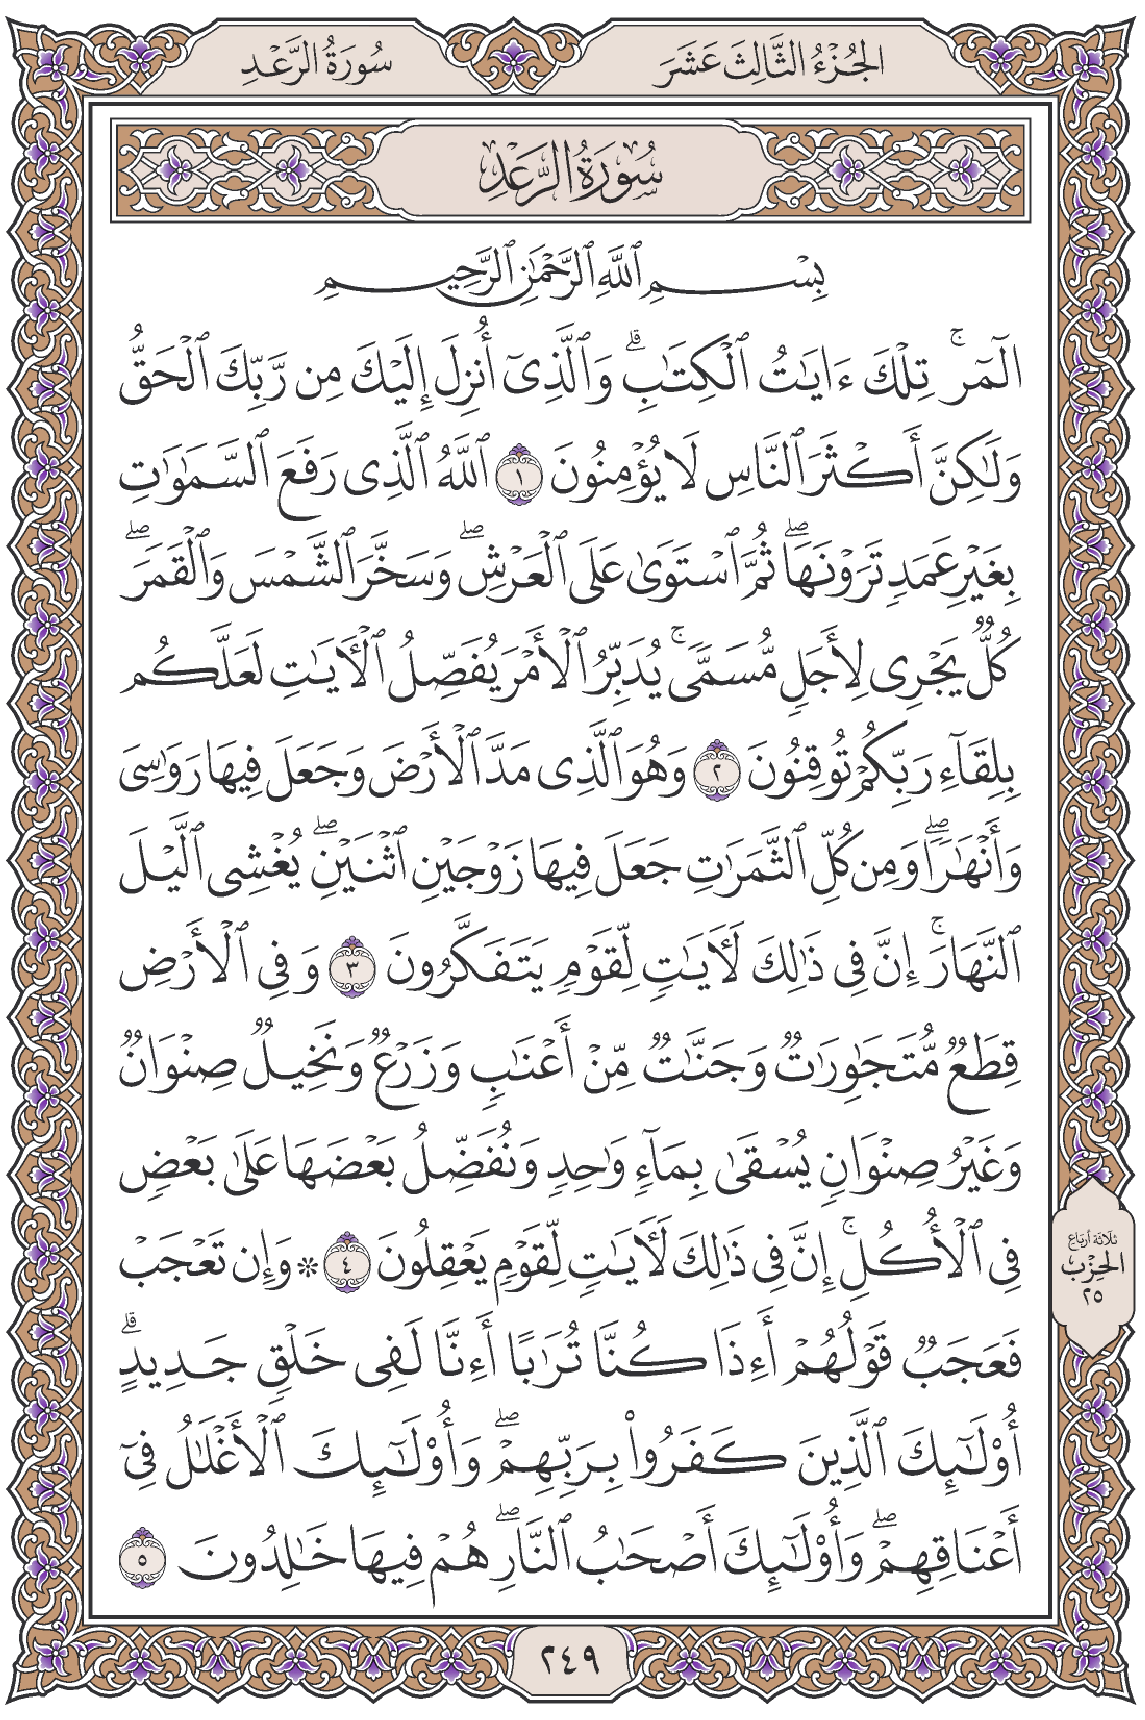 الجُزْءُ الثَّالِثَ عَشَرَ
سُورَةُ الرَّعْدِ
سُورَةُ الرَّعْدِ
بِسْمِ ٱللَّهِ ٱلرَّحْمَٰنِ ٱلرَّحِيمِ
الٓمٓرۚ تِلْكَ ءَايَٰتُ ٱلْكِتَٰبِۗ وَٱلَّذِىٓ أُنزِلَ إِلَيْكَ مِن رَّبِّكَ ٱلْحَقُّ
وَلَٰكِنَّ أَكْثَرَ ٱلنَّاسِ لَا يُؤْمِنُونَ ١ ٱللَّهُ ٱلَّذِى رَفَعَ ٱلسَّمَٰوَٰتِ
بِغَيْرِ عَمَدٍ تَرَوْنَهَاۖ ثُمَّ ٱسْتَوَىٰ عَلَى ٱلْعَرْشِۖ وَسَخَّرَ ٱلشَّمْسَ وَٱلْقَمَرَۖ
كُلٌّ يَجْرِى لِأَجَلٍ مُّسَمًّىۚ يُدَبِّرُ ٱلْأَمْرَ يُفَصِّلُ ٱلْءَايَٰتِ لَعَلَّكُم
بِلِقَآءِ رَبِّكُمْ تُوقِنُونَ ٢ وَهُوَ ٱلَّذِى مَدَّ ٱلْأَرْضَ وَجَعَلَ فِيهَا رَوَٰسِىَ
وَأَنْهَٰرًاۖ وَمِن كُلِّ ٱلثَّمَرَٰتِ جَعَلَ فِيهَا زَوْجَيْنِ ٱثْنَيْنِۖ يُغْشِى ٱلَّيْلَ
ٱلنَّهَارَۚ إِنَّ فِى ذَٰلِكَ لَءَايَٰتٍ لِّقَوْمٍ يَتَفَكَّرُونَ ٣ وَفِى ٱلْأَرْضِ
قِطَعٌ مُّتَجَٰوِرَٰتٌ وَجَنَّٰتٌ مِّنْ أَعْنَٰبٍ وَزَرْعٌ وَنَخِيلٌ صِنْوَانٌ
وَغَيْرُ صِنْوَانٍ يُسْقَىٰ بِمَآءٍ وَٰحِدٍ وَنُفَضِّلُ بَعْضَهَا عَلَىٰ بَعْضٍ
فِى ٱلْأُكُلِۚ إِنَّ فِى ذَٰلِكَ لَءَايَٰتٍ لِّقَوْمٍ يَعْقِلُونَ ٤ * وَإِن تَعْجَبْ
ثلاثة أرباع
الحِزْب
٢٥
فَعَجَبٌ قَوْلُهُمْ أَءِذَا كُنَّا تُرَٰبًا أَءِنَّا لَفِى خَلْقٍ جَدِيدٍۗ
أُو۟لَٰٓئِكَ ٱلَّذِينَ كَفَرُوا۟ بِرَبِّهِمْۖ وَأُو۟لَٰٓئِكَ ٱلْأَغْلَٰلُ فِىٓ
أَعْنَاقِهِمْۖ وَأُو۟لَٰٓئِكَ أَصْحَٰبُ ٱلنَّارِۖ هُمْ فِيهَا خَٰلِدُونَ ٥
٢٤٩